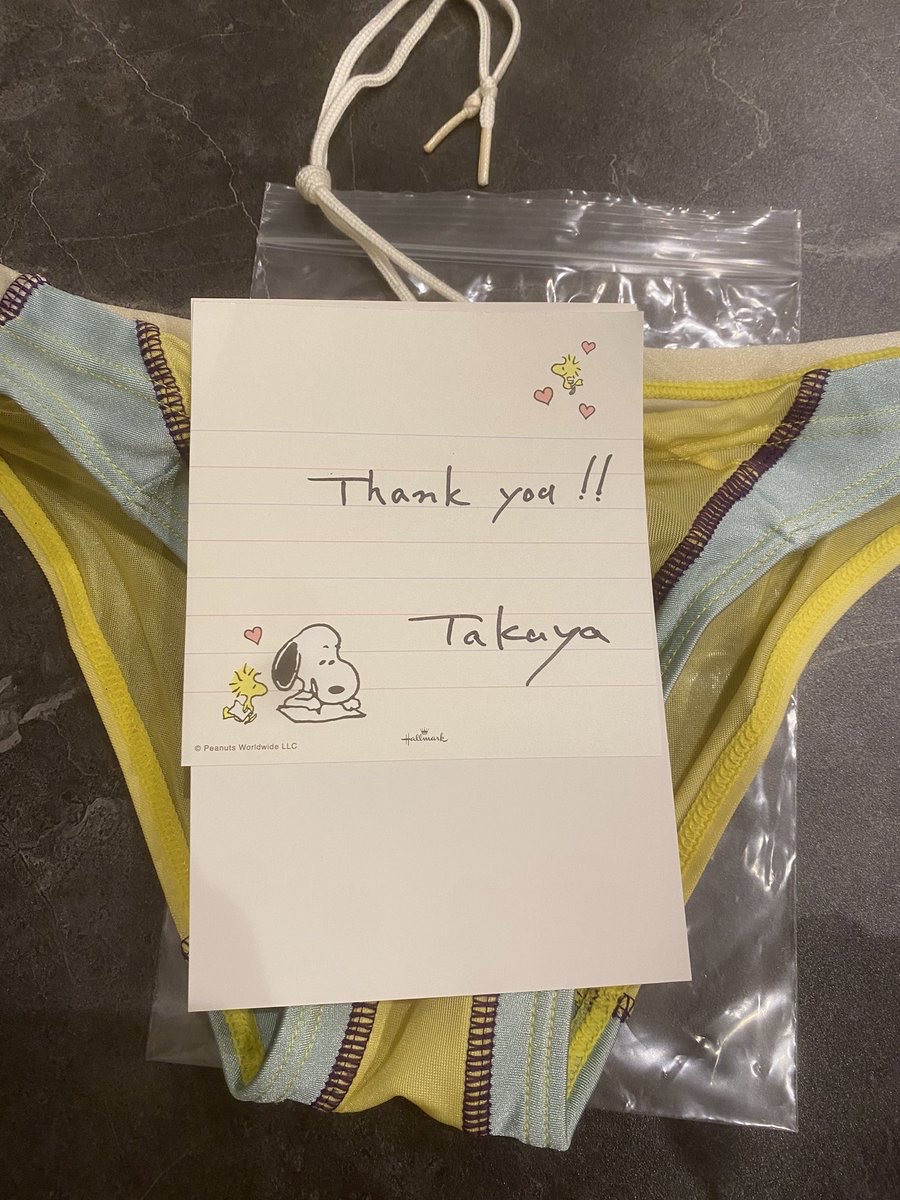 Thank you !!
Takuya
© Peanuts Worldwide LLC
Hallmark